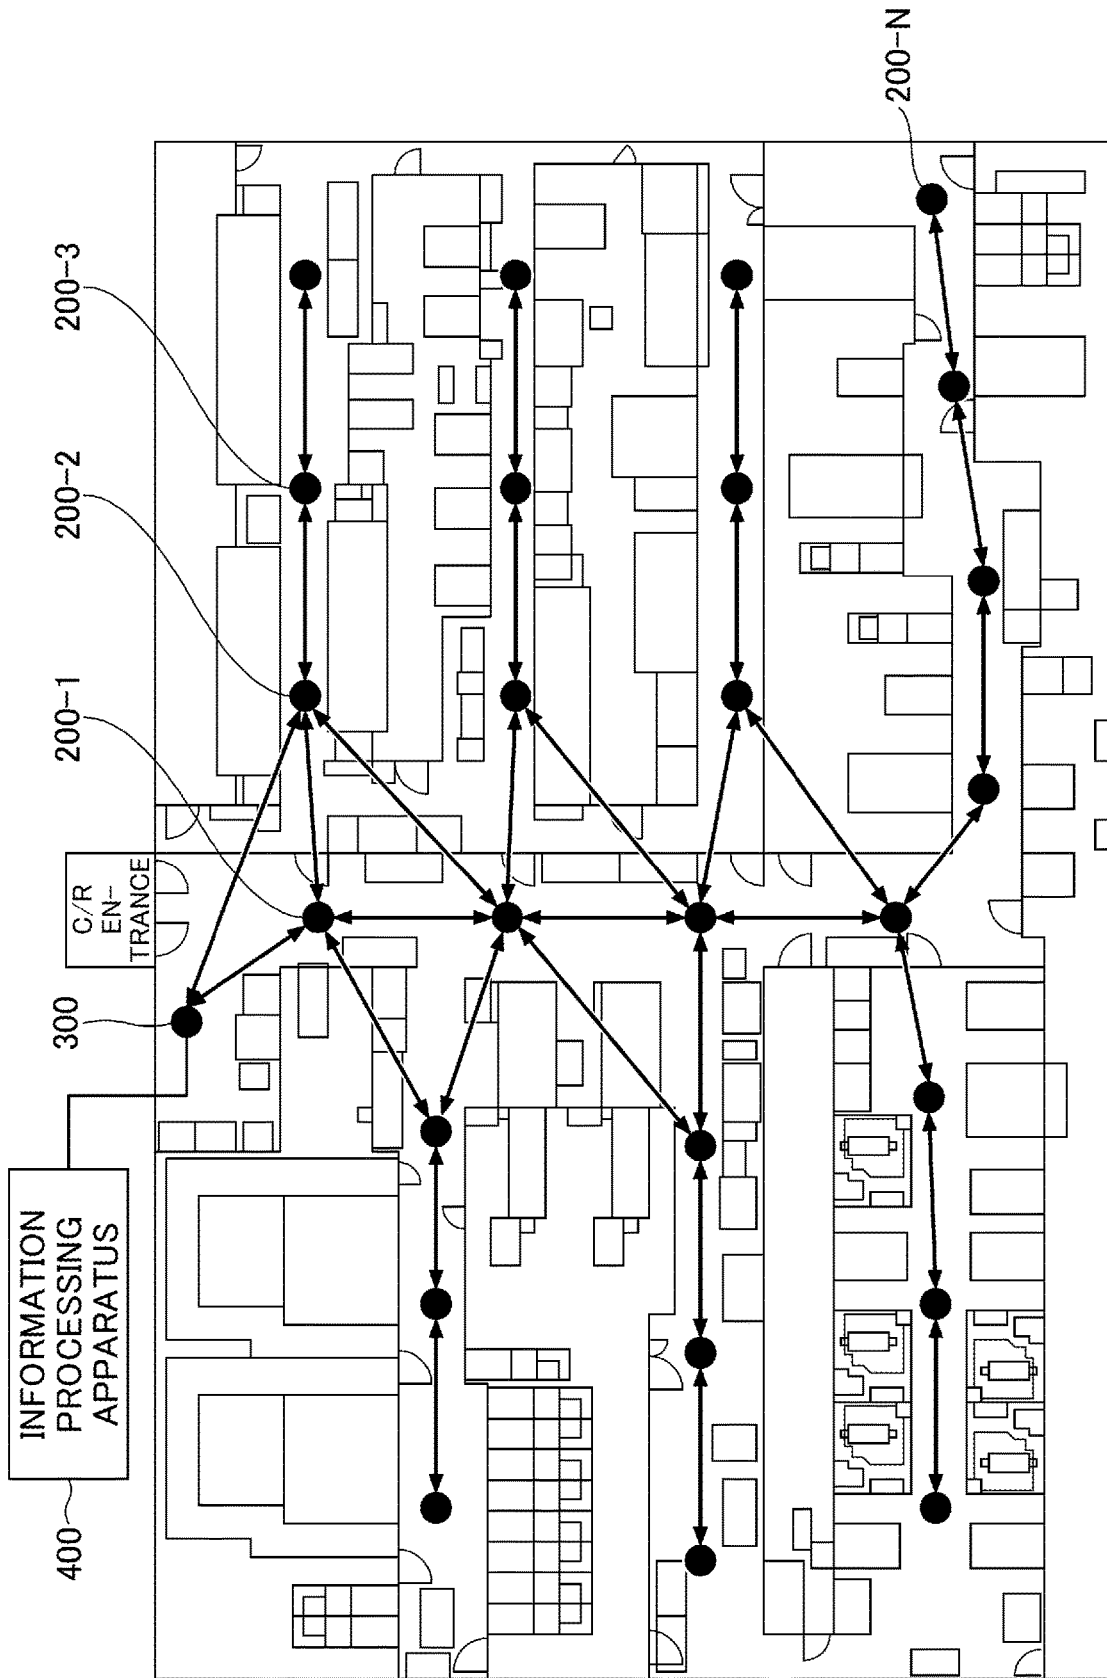 INFORMATION
PROCESSING
APPARATUS
400
300
C/R
EN-
TRANCE
200-1
200-2
200-3
200-N